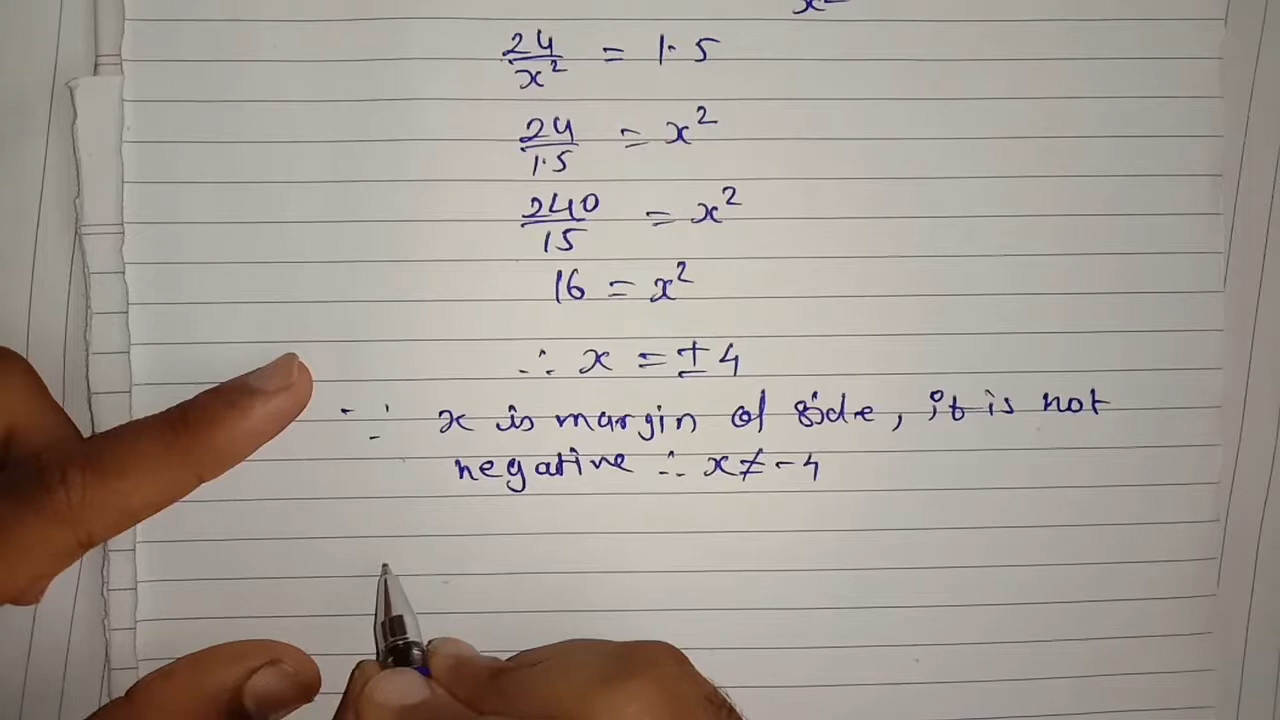 x²
24/x² = 1.5
24/1.5 = x²
240/15 = x²
16 = x²
∴ x = ±4
∵ x is margin of side, it is not
negative ∴ x ≠ -4